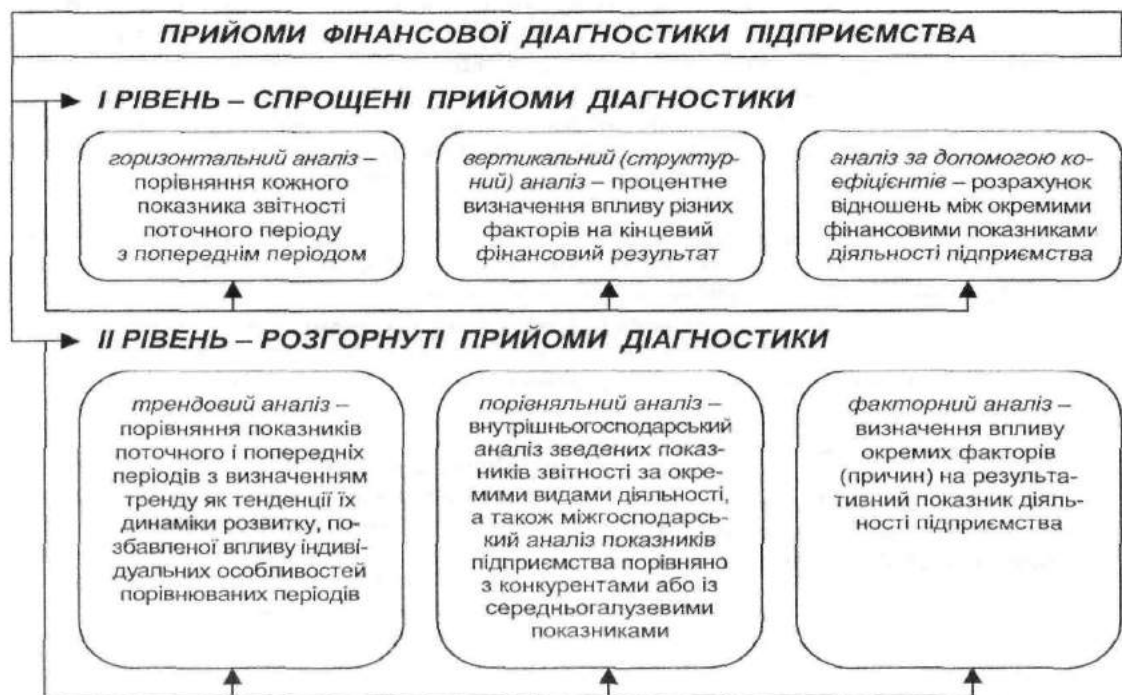 ПРИЙОМИ ФІНАНСОВОЇ ДІАГНОСТИКИ ПІДПРИЄМСТВА
І РІВЕНЬ – СПРОЩЕНІ ПРИЙОМИ ДІАГНОСТИКИ
горизонтальний аналіз –
порівняння кожного
показника звітності
поточного періоду
з попереднім періодом
вертикальний (структур-
ний) аналіз – процентне
визначення впливу різних
факторів на кінцевий
фінансовий результат
аналіз за допомогою ко-
ефіцієнтів – розрахунок
відношень між окремими
фінансовими показниками
діяльності підприємства
ІІ РІВЕНЬ – РОЗГОРНУТІ ПРИЙОМИ ДІАГНОСТИКИ
трендовий аналіз –
порівняння показників
поточного і попередніх
періодів з визначенням
тренду як тенденції їх
динаміки розвитку, по-
збавленої впливу індиві-
дуальних особливостей
порівнюваних періодів
порівняльний аналіз –
внутрішньогосподарський
аналіз зведених показ-
ників звітності за окре-
мими видами діяльності,
а також міжгосподарсь-
кий аналіз показників
підприємства порівняно
з конкурентами або із
середньогалузевими
показниками
факторний аналіз –
визначення впливу
окремих факторів
(причин) на результа-
тивний показник діяль-
ності підприємства